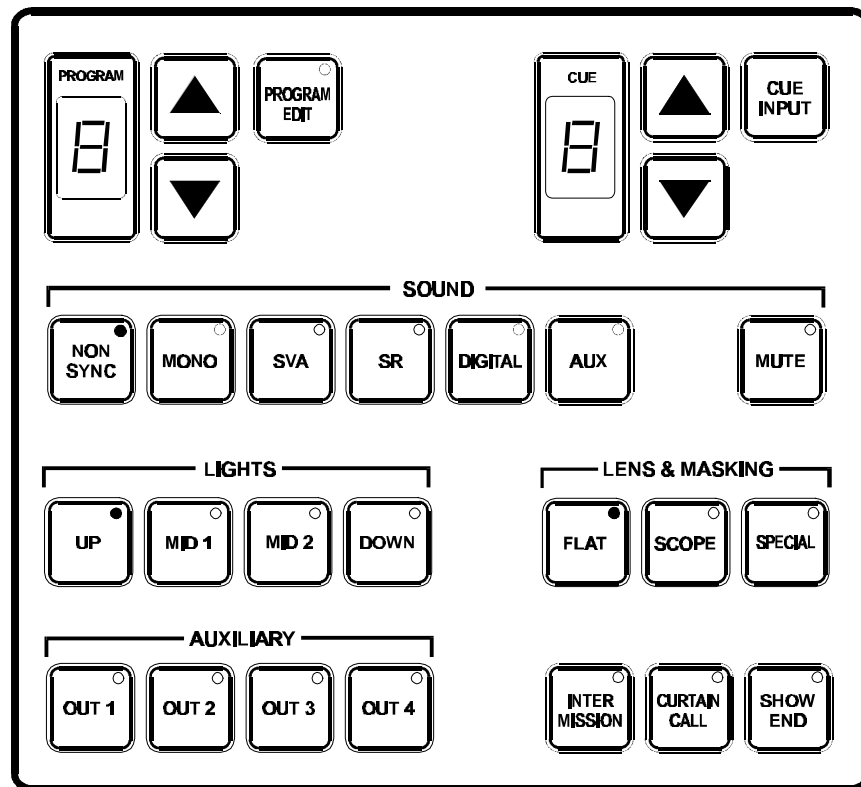 PROGRAM
8
PROGRAM
EDIT
CUE
8
CUE
INPUT
SOUND
NON
SYNC
MONO
SVA
SR
DIGITAL
AUX
MUTE
LIGHTS
UP
MID 1
MID 2
DOWN
LENS & MASKING
FLAT
SCOPE
SPECIAL
AUXILIARY
OUT 1
OUT 2
OUT 3
OUT 4
INTER
MISSION
CURTAIN
CALL
SHOW
END